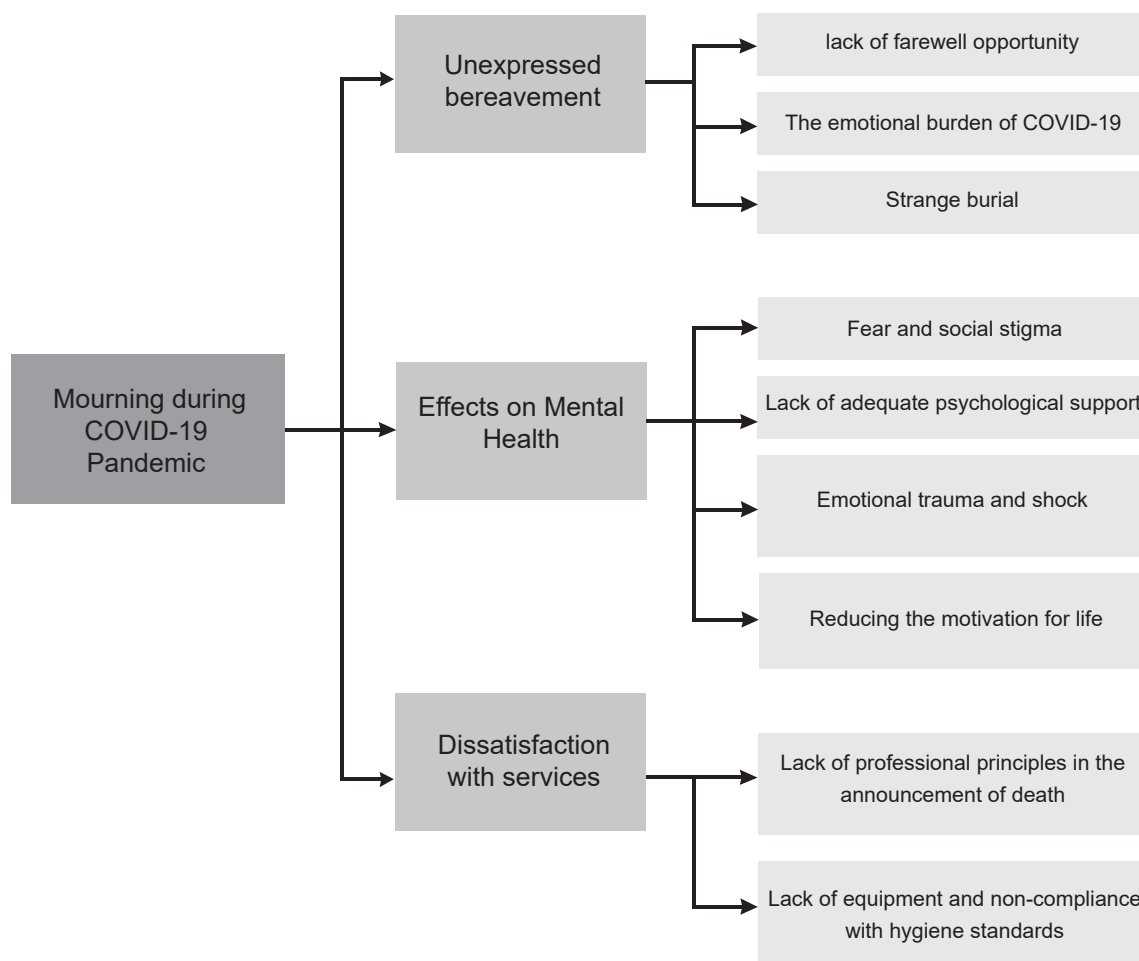 Mourning during
COVID-19
Pandemic
Unexpressed
bereavement
lack of farewell opportunity
The emotional burden of COVID-19
Strange burial
Effects on Mental
Health
Fear and social stigma
Lack of adequate psychological support
Emotional trauma and shock
Reducing the motivation for life
Dissatisfaction
with services
Lack of professional principles in the
announcement of death
Lack of equipment and non-compliance
with hygiene standards